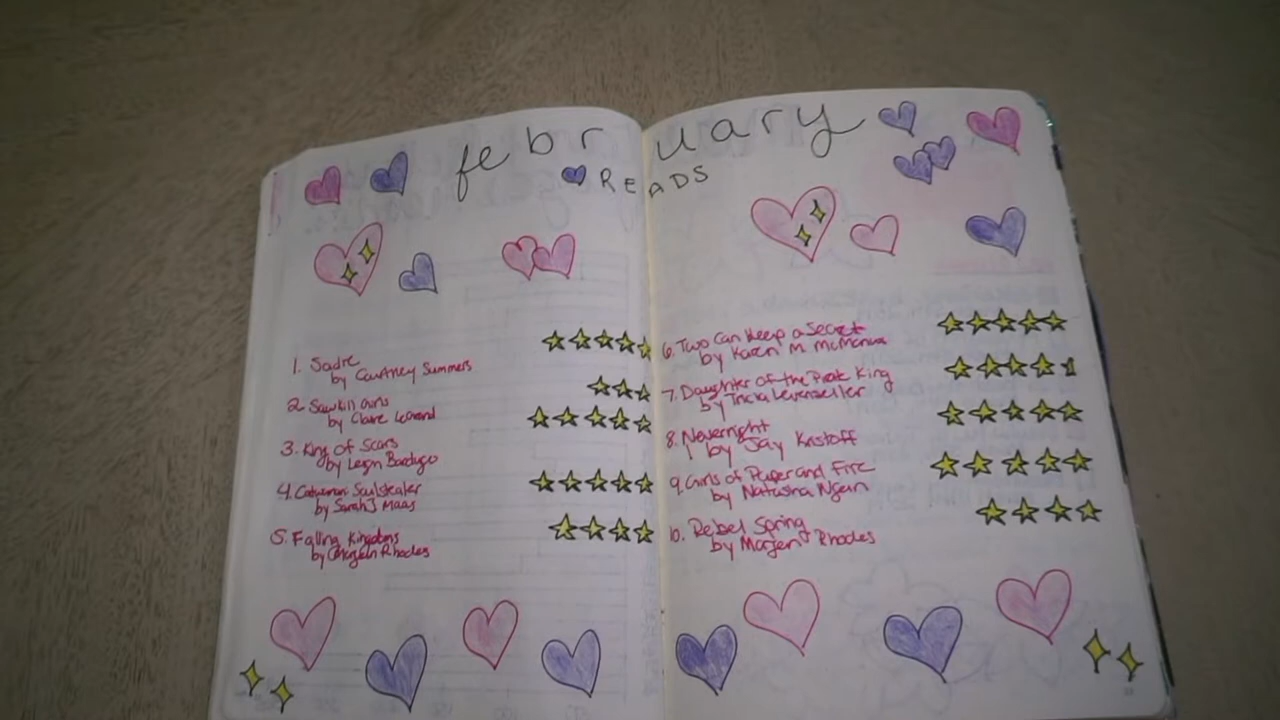 february
READS
1. Sadie
by Courtney Summers
2. Sawkill Girls
by Claire Legrand
3. King of Scars
by Leigh Bardugo
4. Catwoman: Soulstealer
by Sarah J Maas
5. Falling Kingdoms
by Morgan Rhodes
6. Two Can Keep a Secret
by Karen M. McManus
7. Daughter of the Pirate King
by Tricia Levenseller
8. Nevernight
by Jay Kristoff
9. Girls of Paper and Fire
by Natasha Ngan
10. Rebel Spring
by Morgan Rhodes